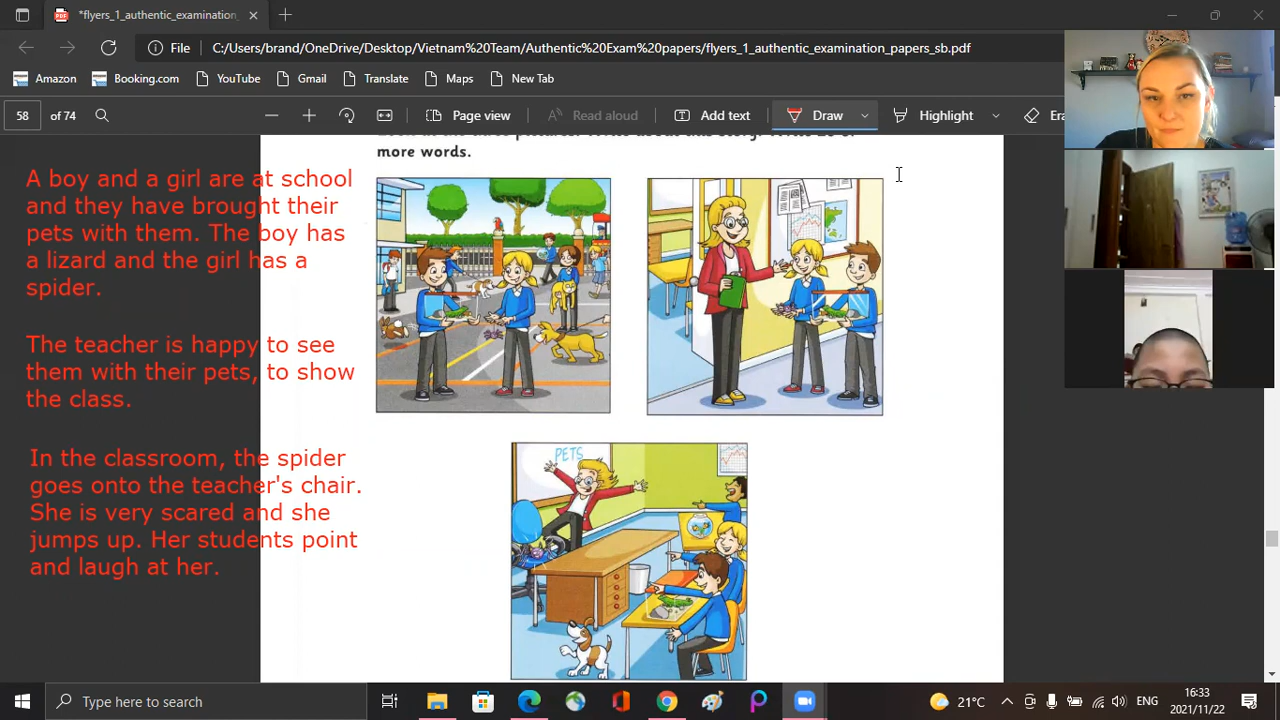 *flyers_1_authentic_examination_
File
C:/Users/brand/OneDrive/Desktop/Vietnam%20Team/Authentic%20Exam%20papers/flyers_1_authentic_examination_papers_sb.pdf
Amazon
Booking.com
YouTube
Gmail
Translate
Maps
New Tab
58
of 74
Page view
Read aloud
Add text
Draw
Highlight
Era
more words.
A boy and a girl are at school
and they have brought their
pets with them. The boy has
a lizard and the girl has a
spider.
The teacher is happy to see
them with their pets, to show
the class.
In the classroom, the spider
goes onto the teacher's chair.
She is very scared and she
jumps up. Her students point
and laugh at her.
PETS
Type here to search
21°C
ENG
16:33
2021/11/22